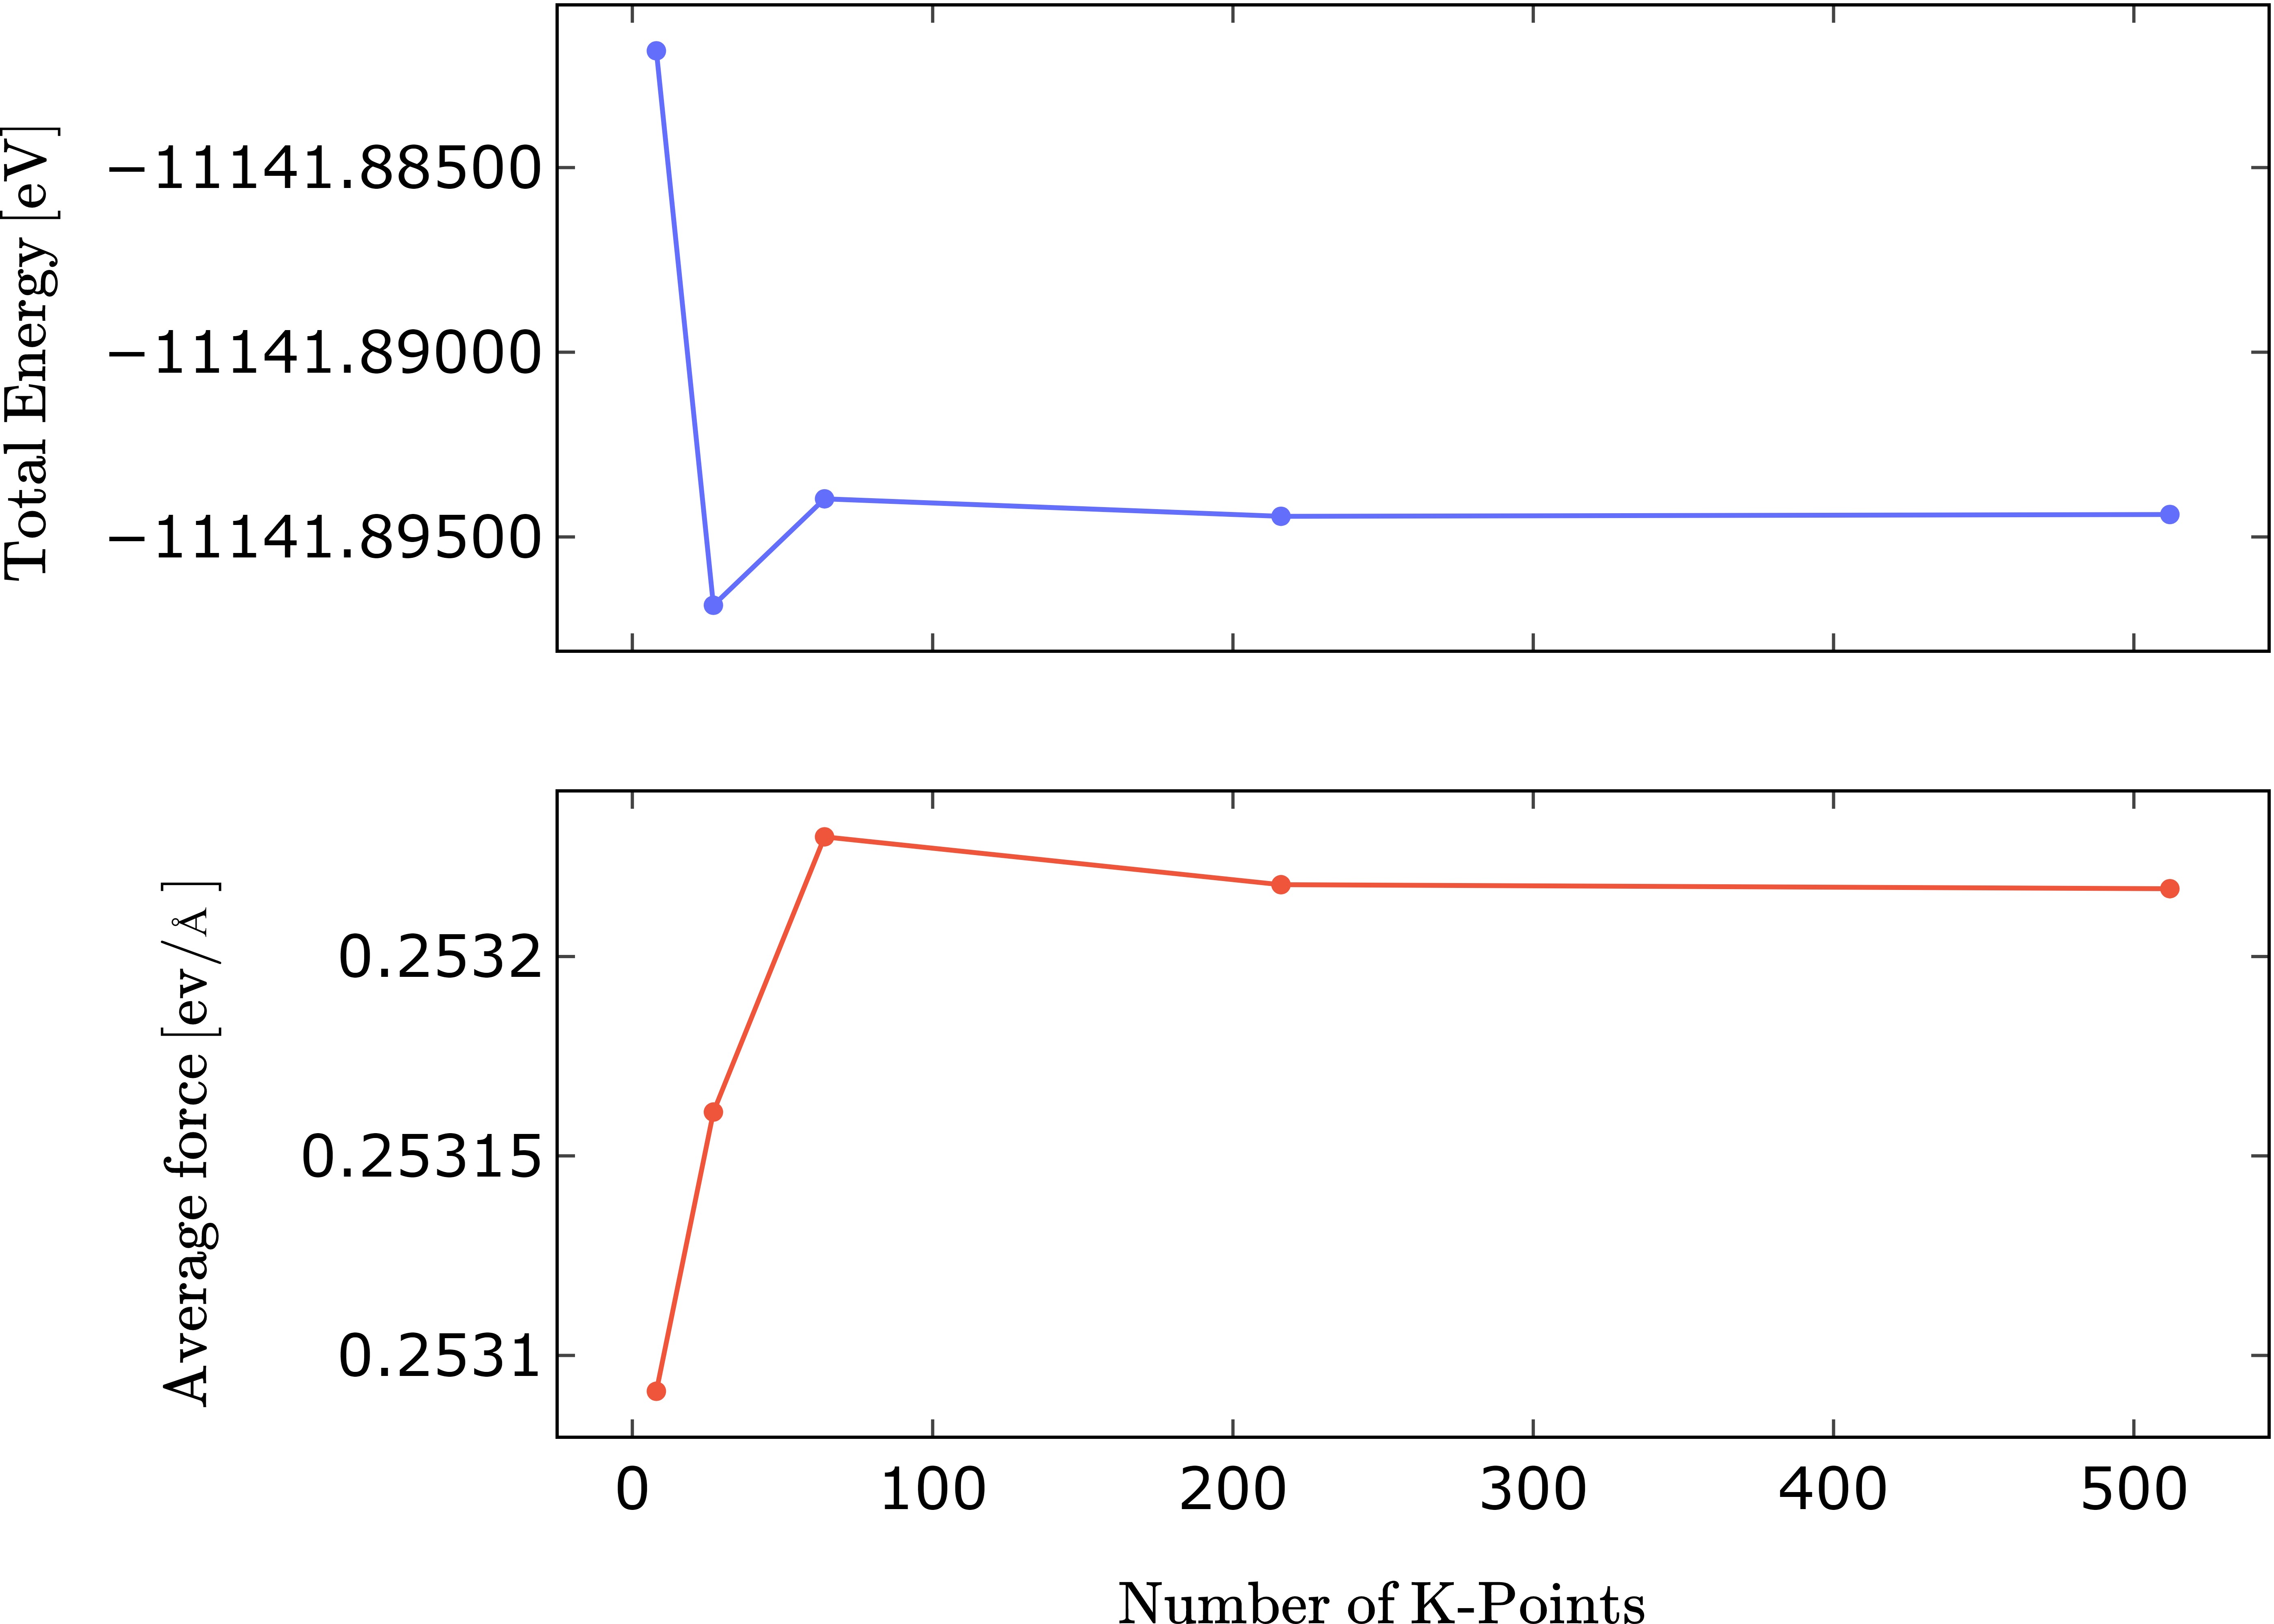 Total Energy [eV]
−11141.88500
−11141.89000
−11141.89500
Average force [ev/Å]
0.2532
0.25315
0.2531
0 100 200 300 400 500
Number of K-Points